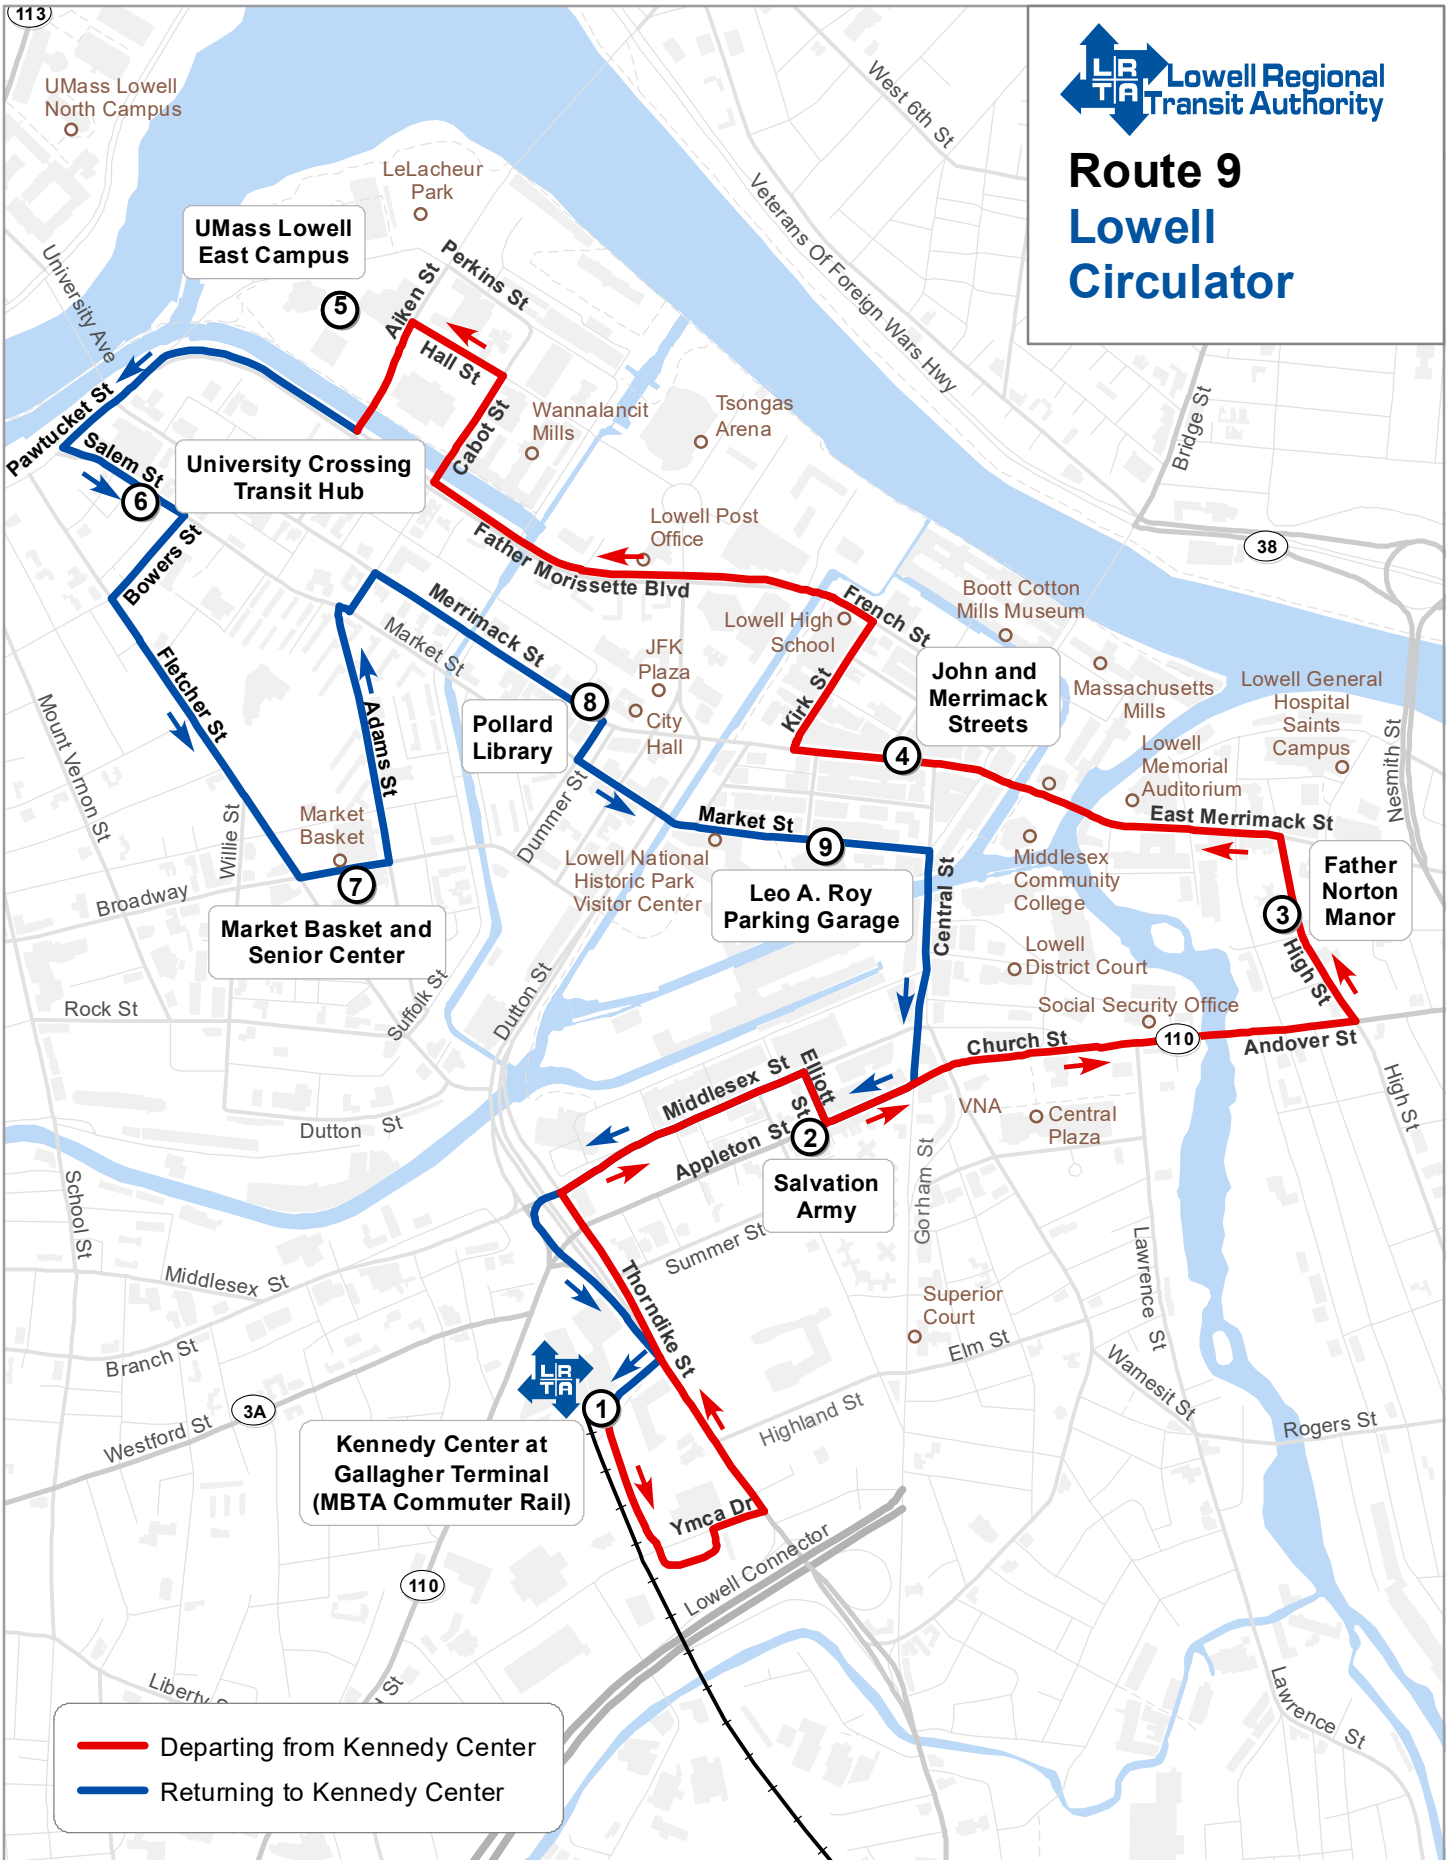 113
UMass Lowell
North Campus
West 6th St
LRTA
Lowell Regional
Transit Authority
Route 9
Lowell
Circulator
LeLacheur
Park
Veterans Of Foreign Wars Hwy
UMass Lowell
East Campus
University Ave
Perkins St
Aiken St
5
Hall St
Pawtucket St
Salem St
6
University Crossing
Transit Hub
Cabot St
Wannalancit
Mills
Tsongas
Arena
Bridge St
Lowell Post
Office
38
Father Morissette Blvd
Bowers St
Merrimack St
Market St
French St
Lowell High
School
Boott Cotton
Mills Museum
JFK
Plaza
City
Hall
Kirk St
John and
Merrimack
Streets
4
Massachusetts
Mills
Lowell General
Hospital
Saints
Campus
Nesmith St
Lowell
Memorial
Auditorium
East Merrimack St
Mount Vernon St
Fletcher St
Adams St
Pollard
Library
8
Dummer St
Market St
9
Leo A. Roy
Parking Garage
Lowell National
Historic Park
Visitor Center
Central St
Middlesex
Community
College
Father
Norton
Manor
3
High St
Willie St
Market
Basket
7
Broadway
Market Basket and
Senior Center
Lowell
District Court
Social Security Office
Rock St
Suffolk St
Dutton St
Church St
110
Andover St
High St
Middlesex St
Elliott St
Appleton St
2
Salvation
Army
VNA
Central
Plaza
Dutton St
School St
Gorham St
Summer St
Lawrence St
Middlesex St
Thorndike St
Superior
Court
Elm St
Branch St
Wamesit St
LRTA
1
3A
Westford St
Kennedy Center at
Gallagher Terminal
(MBTA Commuter Rail)
Highland St
Rogers St
Ymca Dr
Lowell Connector
110
Liberty S
St
Lawrence St
Departing from Kennedy Center
Returning to Kennedy Center